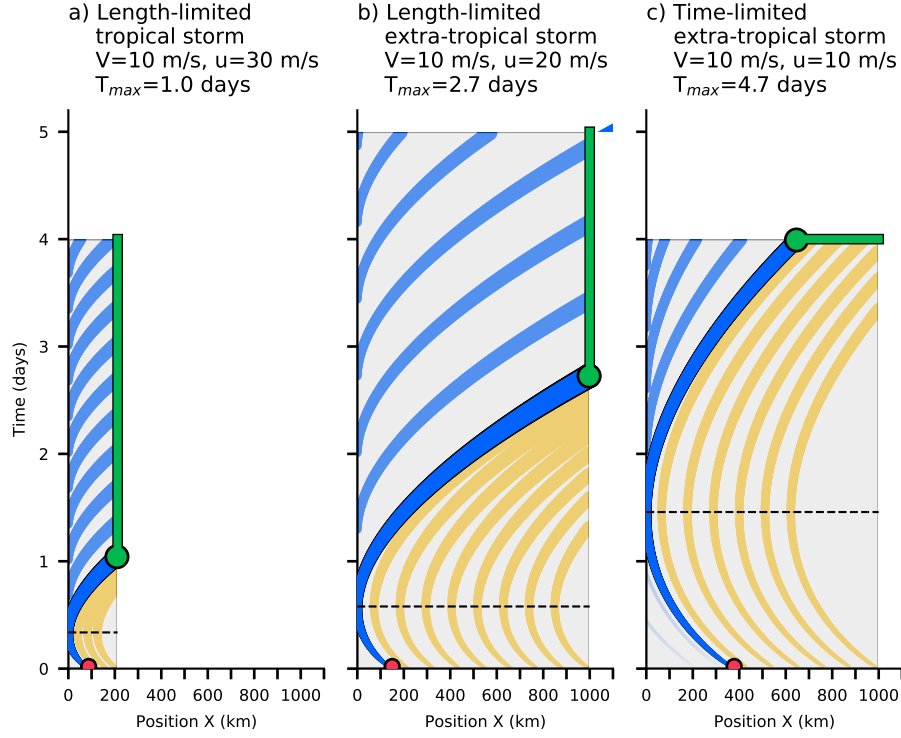 a) Length-limited
tropical storm
V=10 m/s, u=30 m/s
Tmax=1.0 days
b) Length-limited
extra-tropical storm
V=10 m/s, u=20 m/s
Tmax=2.7 days
c) Time-limited
extra-tropical storm
V=10 m/s, u=10 m/s
Tmax=4.7 days
Time (days)
5
4
3
2
1
0
0 200 400 600 800 1000
Position X (km)
0 200 400 600 800 1000
Position X (km)
0 200 400 600 800 1000
Position X (km)